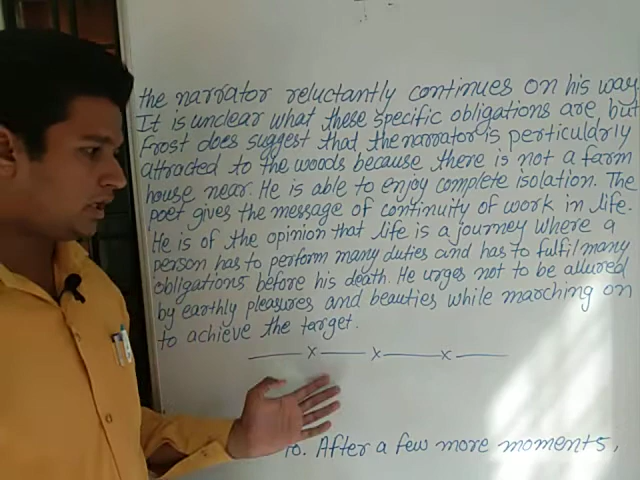 the narrator reluctantly continues on his way.
It is unclear what these specific obligations are but
Frost does suggest that the narrator is perticuldrly
attracted to the woods because there is not a farm
house near. He is able to enjoy complete isolation. The
poet gives the message of continuity of work in life.
He is of the opinion that life is a journey where a
person has to perform many duties and has to fulfil many
obligations before his death. He urges not to be allured
by earthly pleasures and beauties while marching on
to achieve the target.
—— x —— x —— x ——
10. After a few more moments,